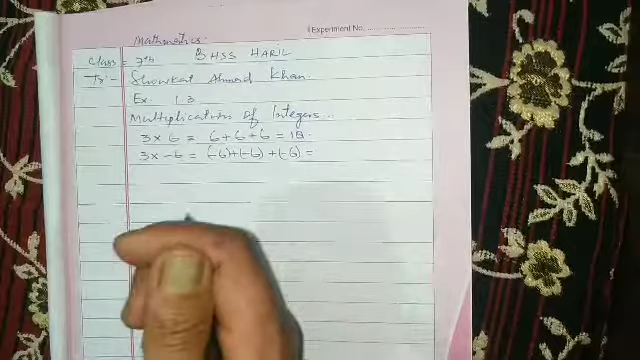 Experiment No.
Mathmetics.
Class = 7th BHSS HARIL
Tr :- Showkat Ahmad Khan.
Ex. 1.3
Multiplication of Integers...
3 x 6 = 6 + 6 + 6 = 18.
3 x -6 = (-6)+(-6) + (-6) =